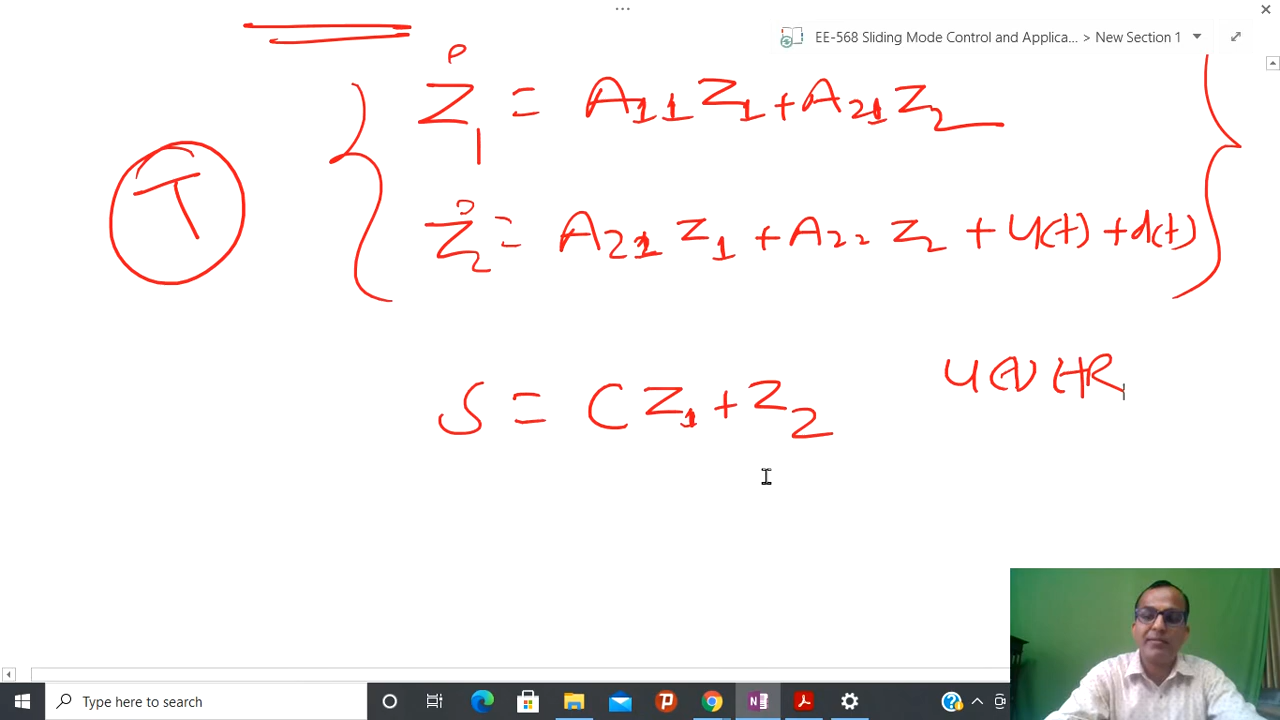 EE-568 Sliding Mode Control and Applica... > New Section 1
Ż₁ = A₁₁ Z₁ + A₂₁ Z₂
T
Ż₂ = A₂₁ Z₁ + A₂₂ Z₂ + u(t) + d(t)
S = C Z₁ + Z₂
Type here to search